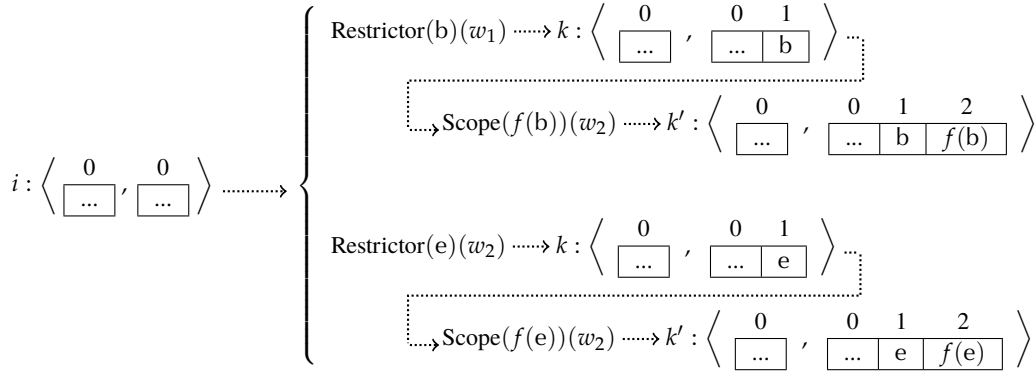 0 0 1
Restrictor(b)(w₁) ⟶ k : ⟨ ... , ... b ⟩ ...
0 0 1 2
Scope(f(b))(w₂) ⟶ k′ : ⟨ ... , ... b f(b) ⟩
0 0
i : ⟨ ... , ... ⟩ ⟶
0 0 1
Restrictor(e)(w₂) ⟶ k : ⟨ ... , ... e ⟩ ...
0 0 1 2
Scope(f(e))(w₂) ⟶ k′ : ⟨ ... , ... e f(e) ⟩